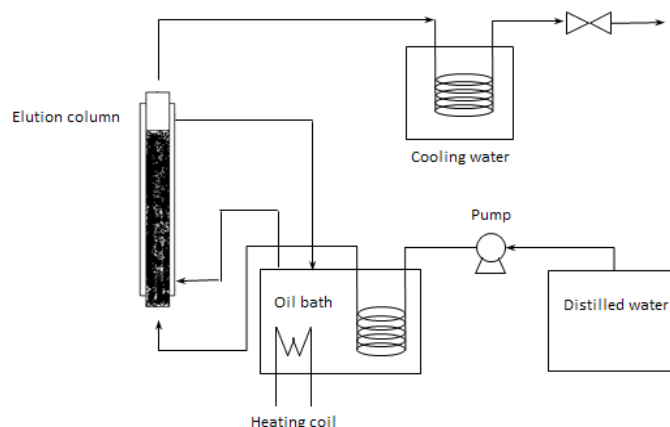 Elution column
Cooling water
Pump
Oil bath
Distilled water
Heating coil